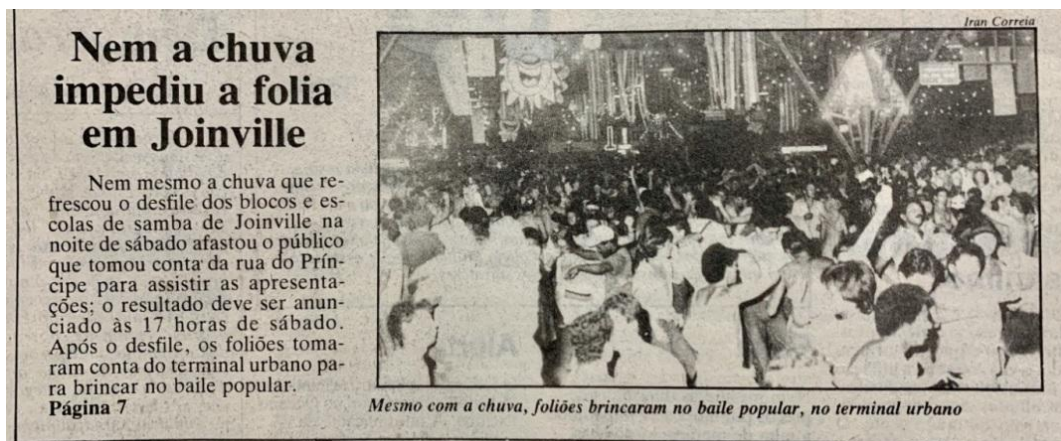 Iran Correia
Nem a chuva
impediu a folia
em Joinville
Nem mesmo a chuva que re-
frescou o desfile dos blocos e es-
colas de samba de Joinville na
noite de sábado afastou o público
que tomou conta da rua do Prín-
cipe para assistir as apresenta-
ções; o resultado deve ser anun-
ciado às 17 horas de sábado.
Após o desfile, os foliões toma-
ram conta do terminal urbano pa-
ra brincar no baile popular.
Página 7
Mesmo com a chuva, foliões brincaram no baile popular, no terminal urbano